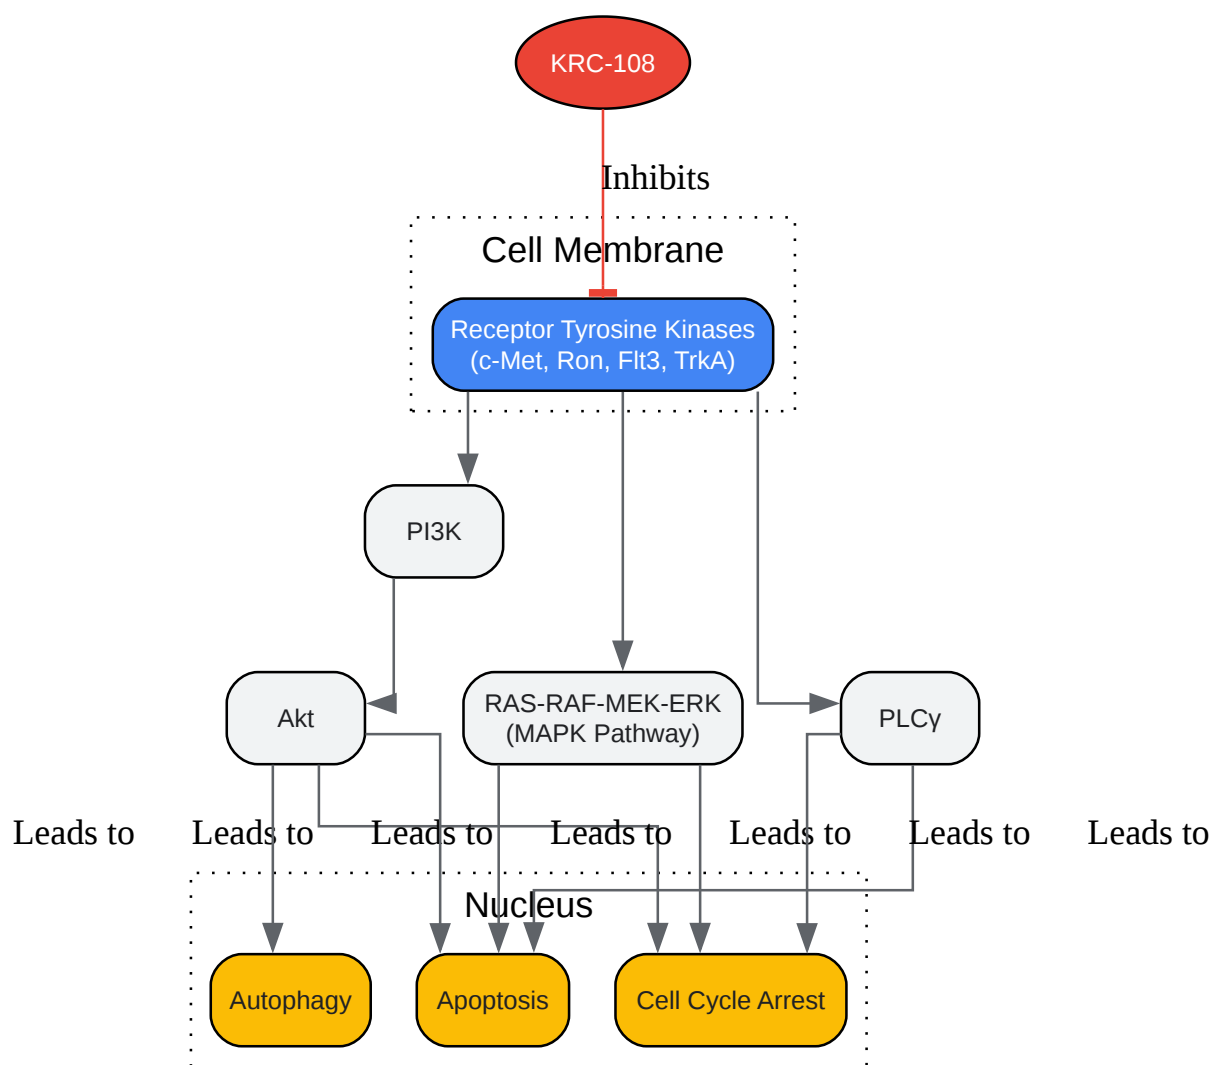 KRC-108
Inhibits
Cell Membrane
Receptor Tyrosine Kinases
(c-Met, Ron, Flt3, TrkA)
PI3K
Akt
RAS-RAF-MEK-ERK
(MAPK Pathway)
PLCγ
Leads to
Leads to
Leads to
Leads to
Leads to
Leads to
Leads to
Nucleus
Autophagy
Apoptosis
Cell Cycle Arrest